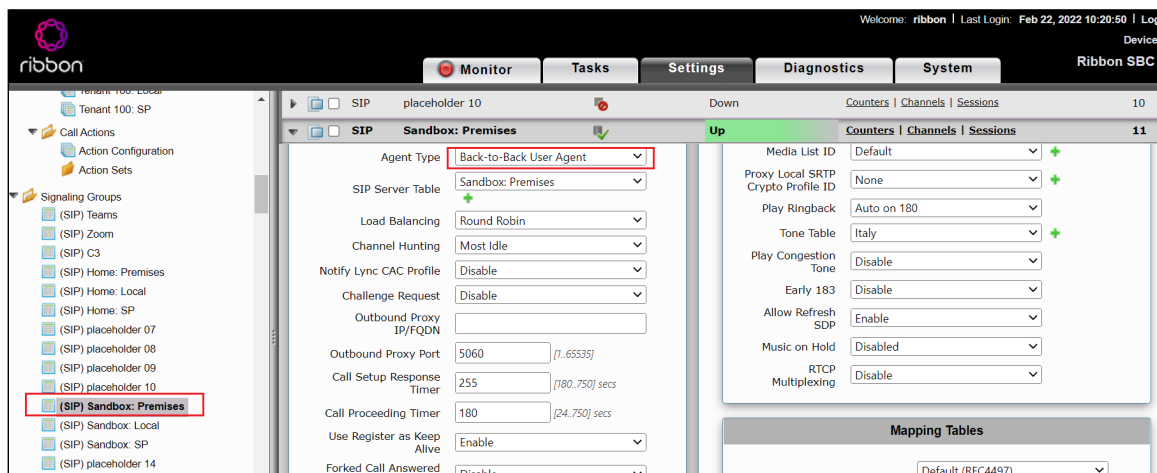 Welcome: ribbon | Last Login: Feb 22, 2022 10:20:50 | Log
Device
ribbon
Ribbon SBC
Monitor
Tasks
Settings
Diagnostics
System
Tenant 100: Local
Tenant 100: SP
Call Actions
Action Configuration
Action Sets
Signaling Groups
(SIP) Teams
(SIP) Zoom
(SIP) C3
(SIP) Home: Premises
(SIP) Home: Local
(SIP) Home: SP
(SIP) placeholder 07
(SIP) placeholder 08
(SIP) placeholder 09
(SIP) placeholder 10
(SIP) Sandbox: Premises
(SIP) Sandbox: Local
(SIP) Sandbox: SP
(SIP) placeholder 14
SIP placeholder 10 Down Counters | Channels | Sessions 10
SIP Sandbox: Premises Up Counters | Channels | Sessions 11
Agent Type Back-to-Back User Agent
SIP Server Table Sandbox: Premises
Load Balancing Round Robin
Channel Hunting Most Idle
Notify Lync CAC Profile Disable
Challenge Request Disable
Outbound Proxy
IP/FQDN
Outbound Proxy Port 5060 [1..65535]
Call Setup Response
Timer 255 [180..750] secs
Call Proceeding Timer 180 [24..750] secs
Use Register as Keep
Alive Enable
Forked Call Answered
Disable
Media List ID Default
Proxy Local SRTP
Crypto Profile ID None
Play Ringback Auto on 180
Tone Table Italy
Play Congestion
Tone Disable
Early 183 Disable
Allow Refresh
SDP Enable
Music on Hold Disabled
RTCP
Multiplexing Disable
Mapping Tables
Default (RFC4497)